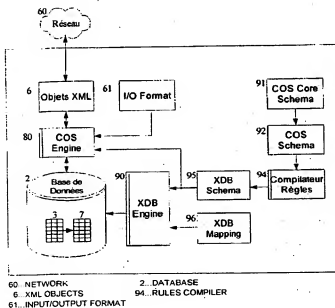 60
Réseau
6
Objets XML
61
I/O Format
91
COS Core
Schema
80
COS
Engine
92
COS
Schema
2
Base de
Données
90
XDB
Engine
95
XDB
Schema
94
Compilateur
Règles
3
7
96
XDB
Mapping
60...NETWORK
2...DATABASE
6...XML OBJECTS
94...RULES COMPILER
61...INPUT/OUTPUT FORMAT